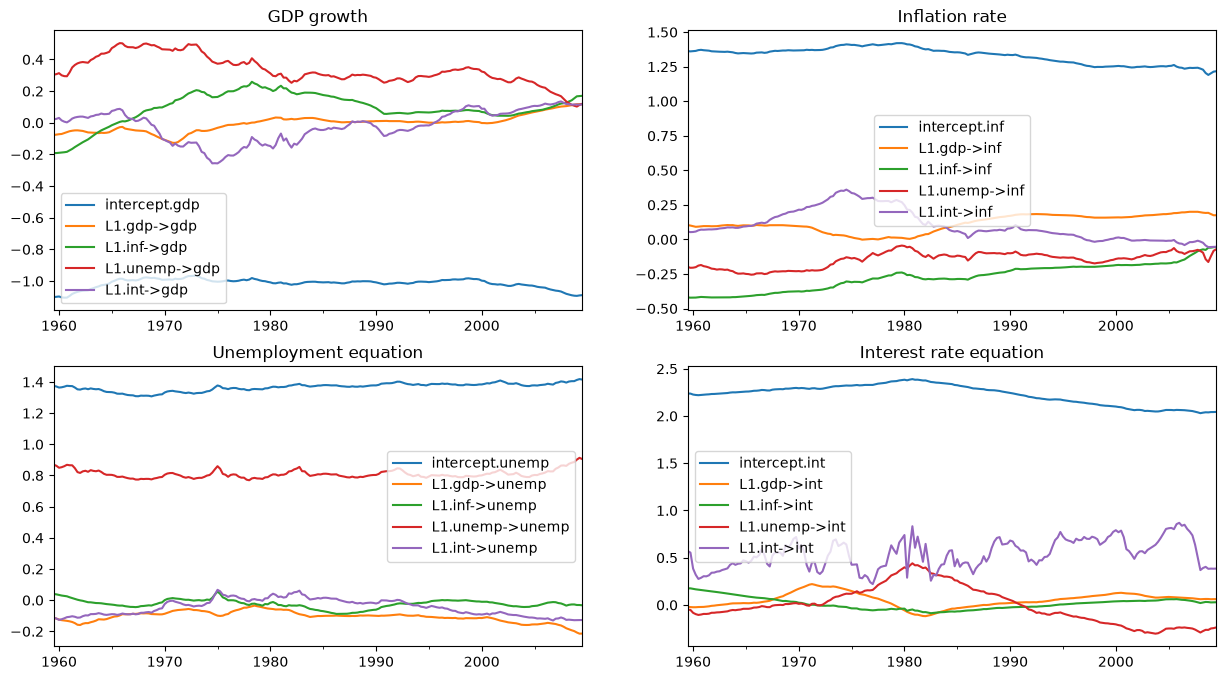 GDP growth
0.4
0.2
0.0
−0.2
−0.4
−0.6
−0.8
−1.0
intercept.gdp
L1.gdp->gdp
L1.inf->gdp
L1.unemp->gdp
L1.int->gdp
1960 1970 1980 1990 2000
Inflation rate
1.50
1.25
1.00
0.75
0.50
0.25
0.00
−0.25
−0.50
intercept.inf
L1.gdp->inf
L1.inf->inf
L1.unemp->inf
L1.int->inf
1960 1970 1980 1990 2000
Unemployment equation
1.4
1.2
1.0
0.8
0.6
0.4
0.2
0.0
−0.2
intercept.unemp
L1.gdp->unemp
L1.inf->unemp
L1.unemp->unemp
L1.int->unemp
1960 1970 1980 1990 2000
Interest rate equation
2.5
2.0
1.5
1.0
0.5
0.0
intercept.int
L1.gdp->int
L1.inf->int
L1.unemp->int
L1.int->int
1960 1970 1980 1990 2000